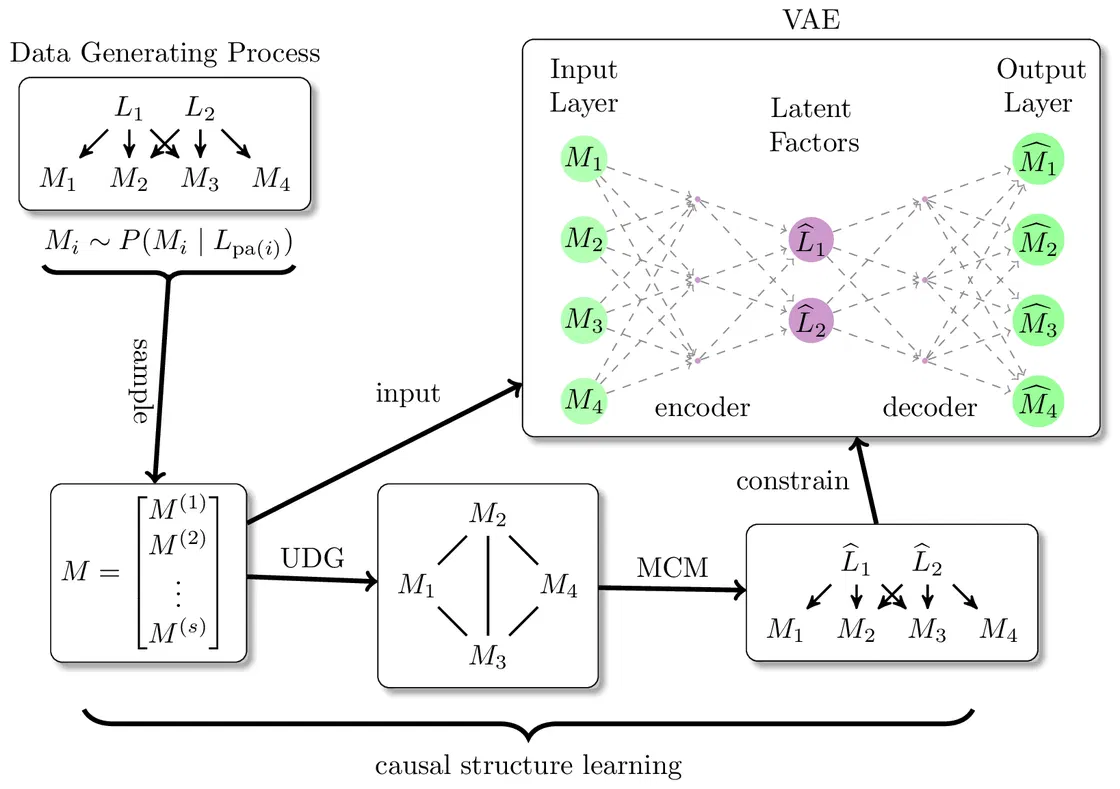 VAE
Data Generating Process
L₁ L₂
M₁ M₂ M₃ M₄
Mᵢ ∼ P(Mᵢ | L_pa(i))
Input
Layer
Latent
Factors
Output
Layer
M₁
M₂
M₃
M₄
L̂₁
L̂₂
M̂₁
M̂₂
M̂₃
M̂₄
encoder
decoder
sample
input
constrain
M =
M⁽¹⁾
M⁽²⁾
⋮
M⁽ˢ⁾
UDG
M₂
M₁ M₄
M₃
MCM
L̂₁ L̂₂
M₁ M₂ M₃ M₄
causal structure learning